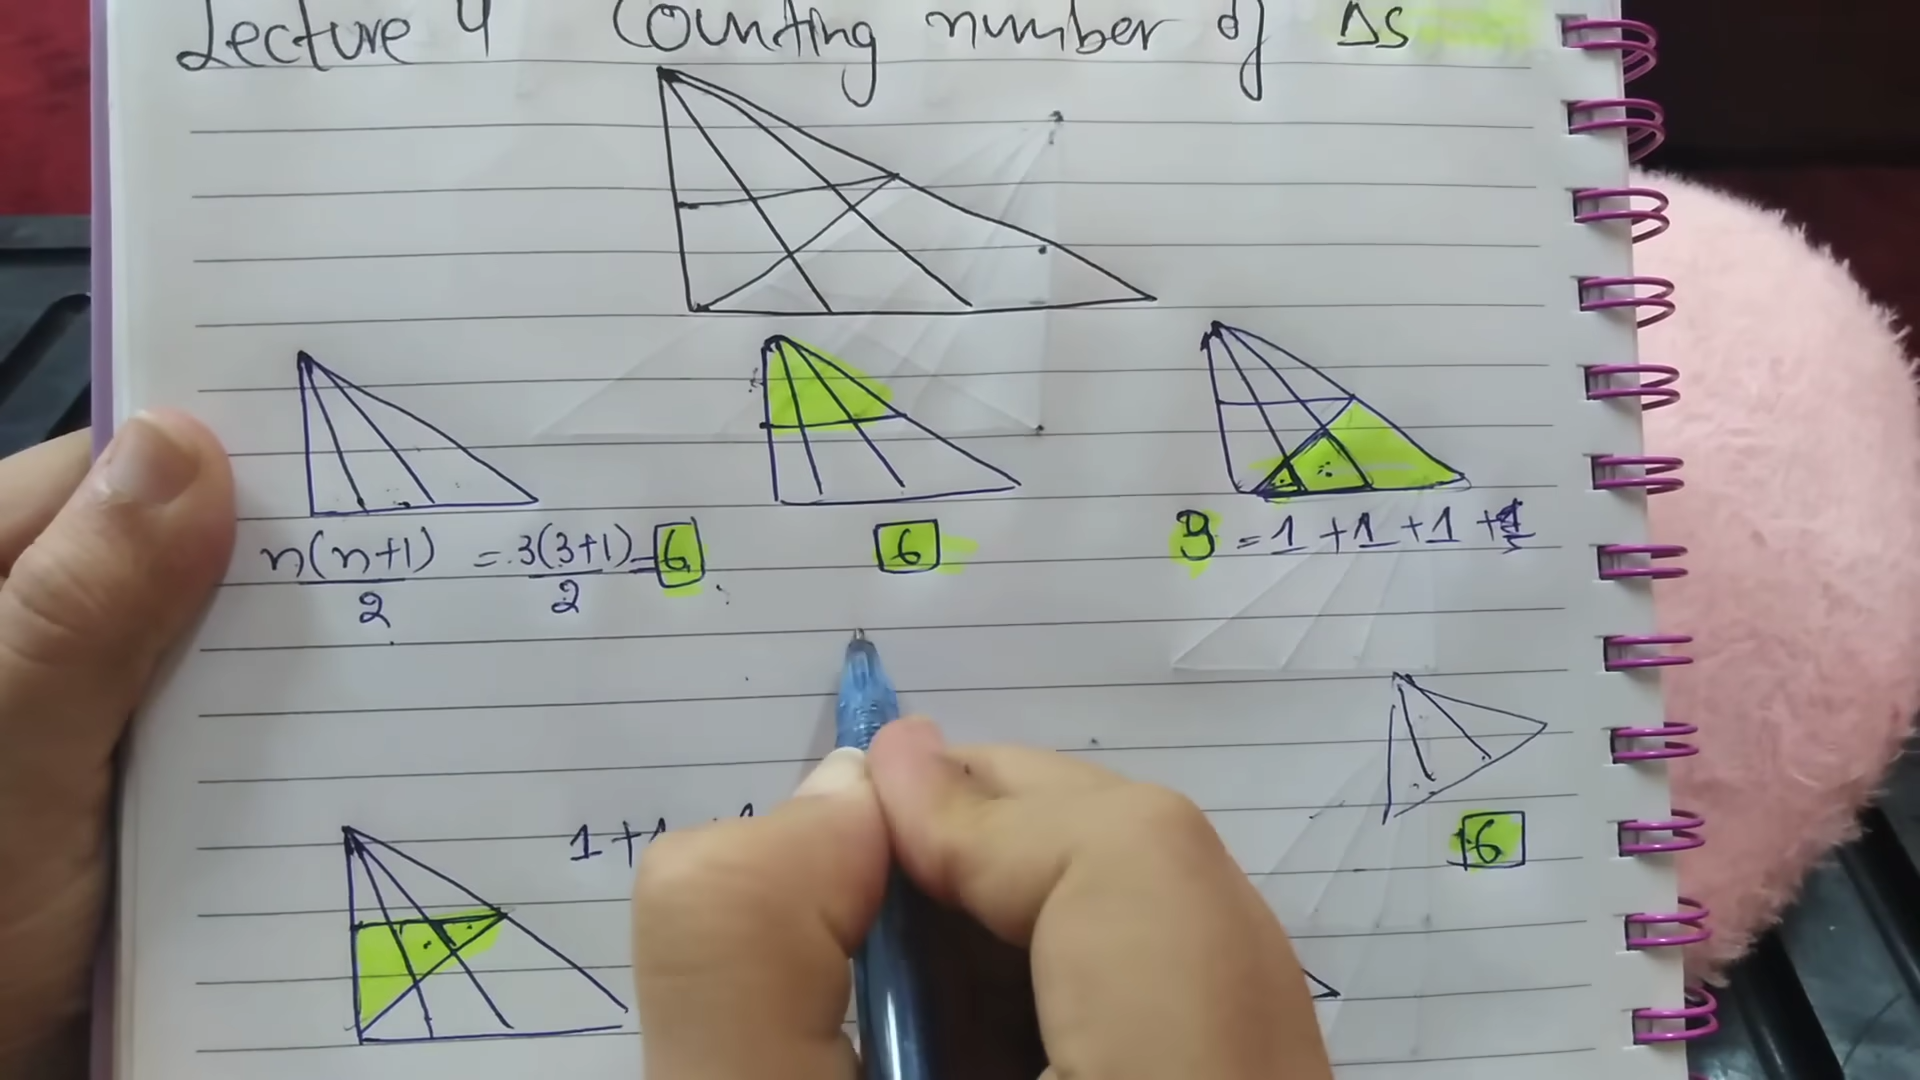 Lecture 4 Counting number of Δs
n(n+1)/2 = 3(3+1)/2 = 6
6
= 1 + 1 + 1 +
6
1 + 1